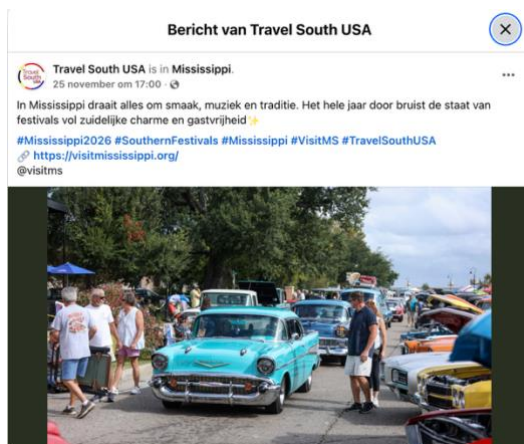 Bericht van Travel South USA
Travel South USA is in Mississippi.
25 november om 17:00 ·
In Mississippi draait alles om smaak, muziek en traditie. Het hele jaar door bruist de staat van
festivals vol zuidelijke charme en gastvrijheid✨
#Mississippi2026 #SouthernFestivals #Mississippi #VisitMS #TravelSouthUSA
🔗 https://visitmississippi.org/
@visitms